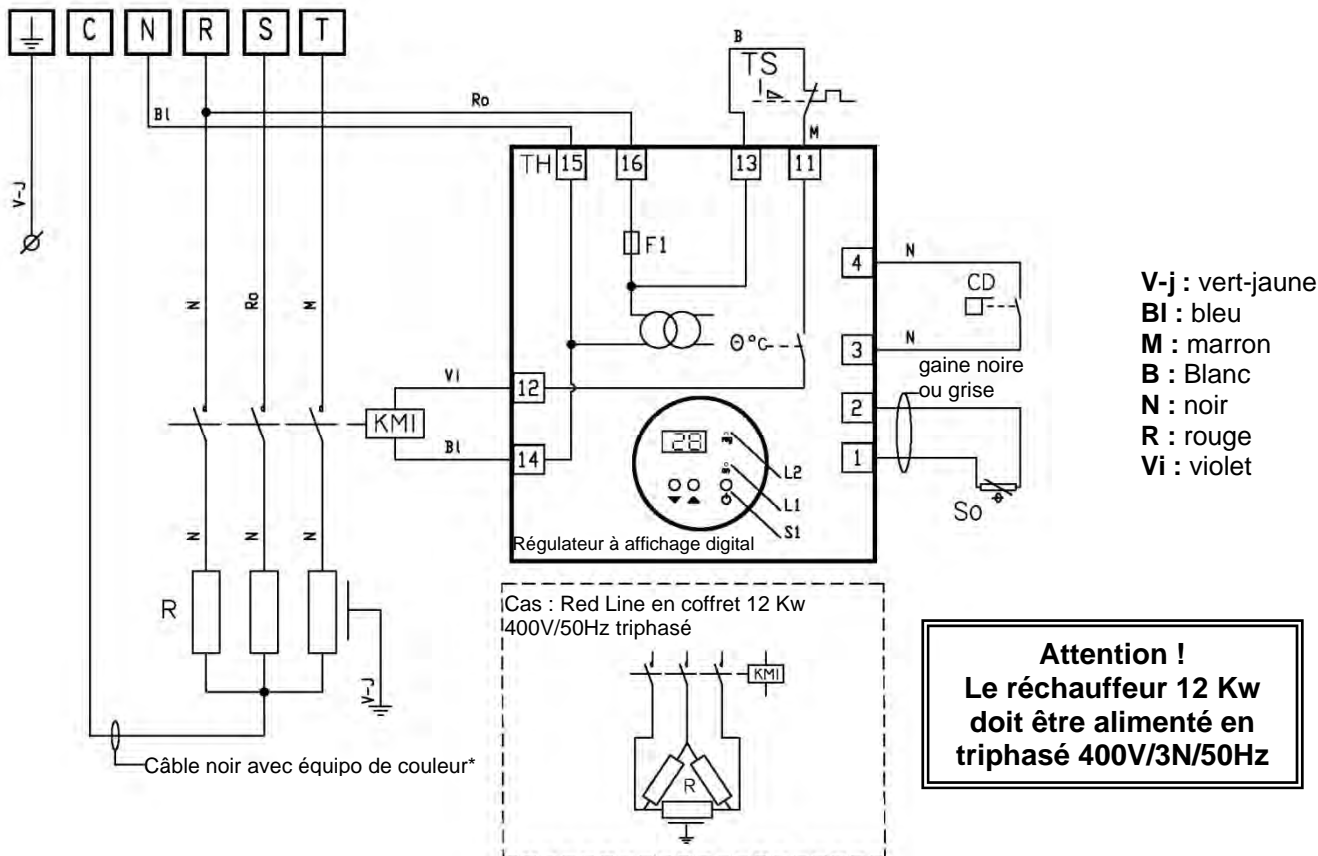 C N R S T
B
TS
Ro
Bl
M
TH 15 16 13 11
V-J
F1
4 N
CD
V-j : vert-jaune
Bl : bleu
M : marron
B : Blanc
N : noir
R : rouge
Vi : violet
N Ro M
Θ°C
3 N
gaine noire
ou grise
Vi
12
2
KM1
28
Bl
14
1
L2
L1
S1
So
Régulateur à affichage digital
N N N
R
Cas : Red Line en coffret 12 Kw
400V/50Hz triphasé
KM1
R
V-J
Câble noir avec équipo de couleur*
Attention !
Le réchauffeur 12 Kw
doit être alimenté en
triphasé 400V/3N/50Hz